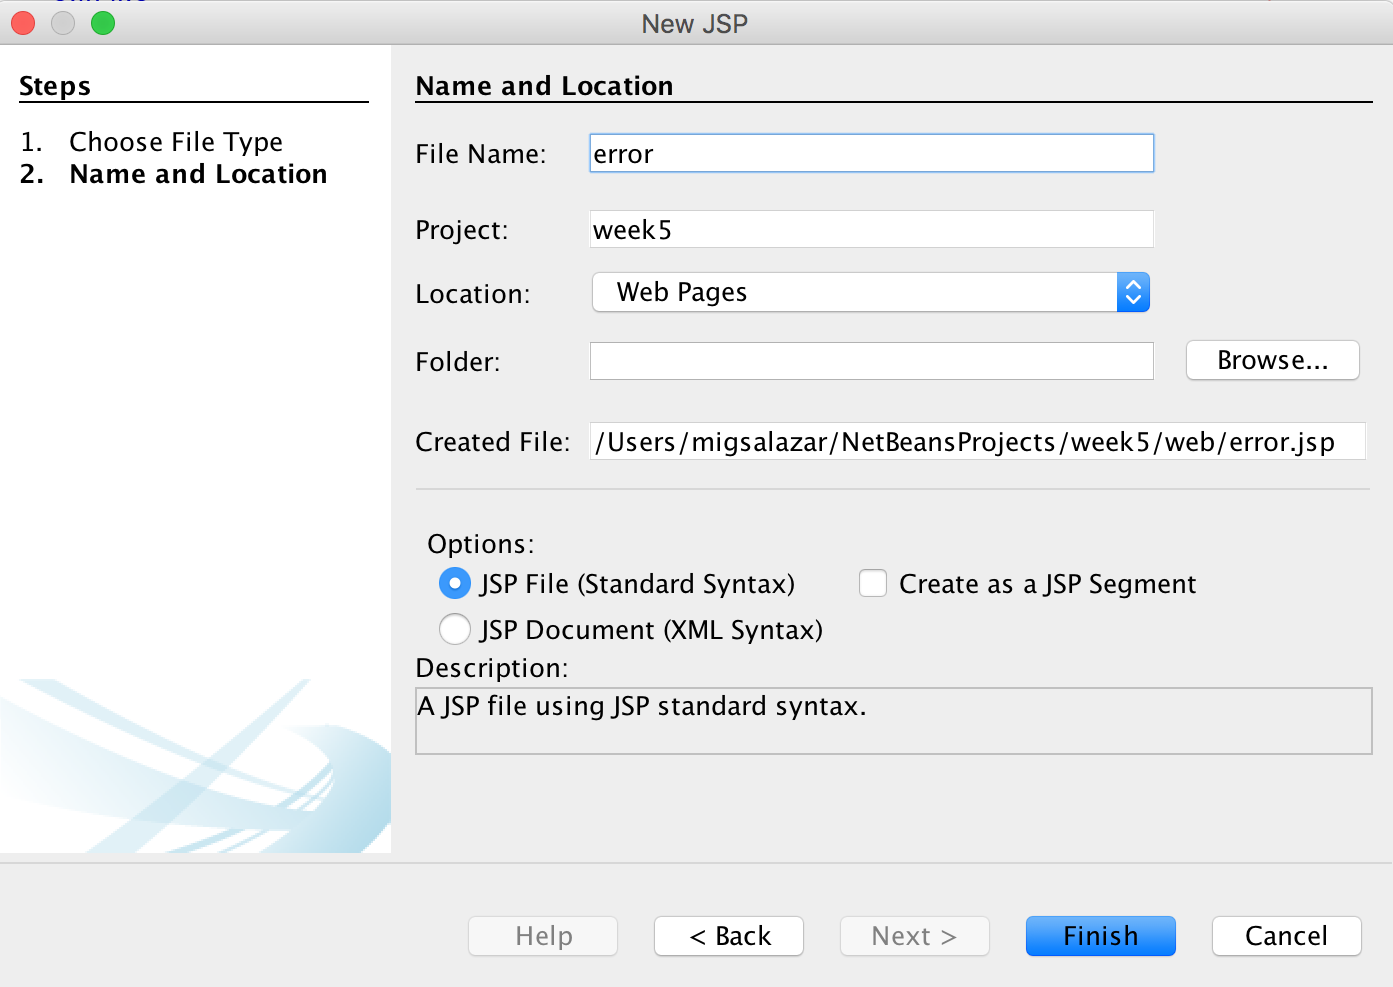 New JSP
Steps
1. Choose File Type
2. Name and Location
Name and Location
File Name: error
Project: week5
Location: Web Pages
Folder: Browse...
Created File: /Users/migsalazar/NetBeansProjects/week5/web/error.jsp
Options:
JSP File (Standard Syntax) Create as a JSP Segment
JSP Document (XML Syntax)
Description:
A JSP file using JSP standard syntax.
Help < Back Next > Finish Cancel